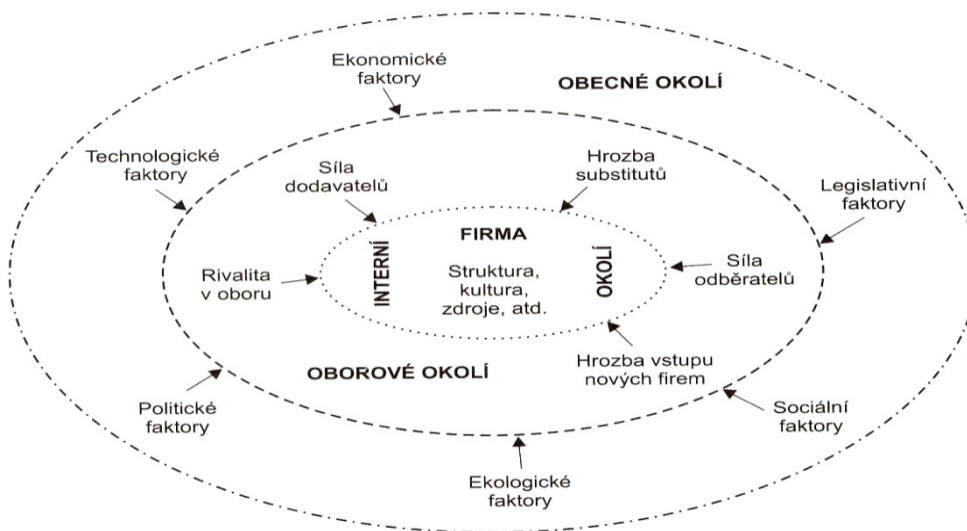 Ekonomické
faktory
OBECNÉ OKOLÍ
Technologické
faktory
Síla
dodavatelů
Hrozba
substitutů
Legislativní
faktory
FIRMA
INTERNÍ
OKOLÍ
Struktura,
kultura,
zdroje, atd.
Rivalita
v oboru
Síla
odběratelů
OBOROVÉ OKOLÍ
Hrozba vstupu
nových firem
Politické
faktory
Sociální
faktory
Ekologické
faktory